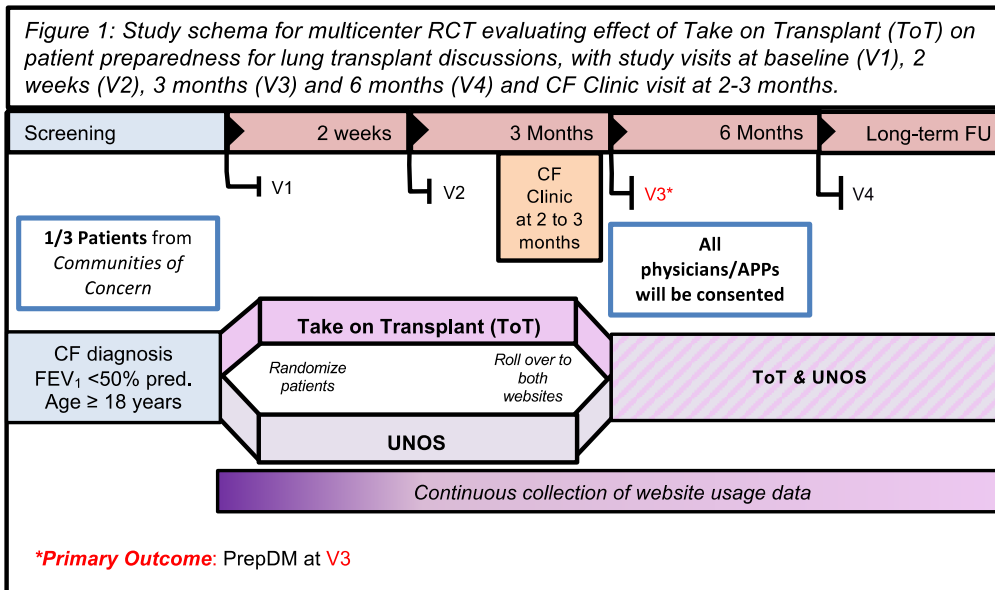 Figure 1: Study schema for multicenter RCT evaluating effect of Take on Transplant (ToT) on
patient preparedness for lung transplant discussions, with study visits at baseline (V1), 2
weeks (V2), 3 months (V3) and 6 months (V4) and CF Clinic visit at 2-3 months.
Screening
2 weeks
3 Months
6 Months
Long-term FU
V1
V2
CF
Clinic
at 2 to 3
months
V3*
V4
1/3 Patients from
Communities of
Concern
All
physicians/APPs
will be consented
CF diagnosis
FEV₁ <50% pred.
Age ≥ 18 years
Take on Transplant (ToT)
Randomize
patients
Roll over to
both
websites
UNOS
ToT & UNOS
Continuous collection of website usage data
*Primary Outcome: PrepDM at V3